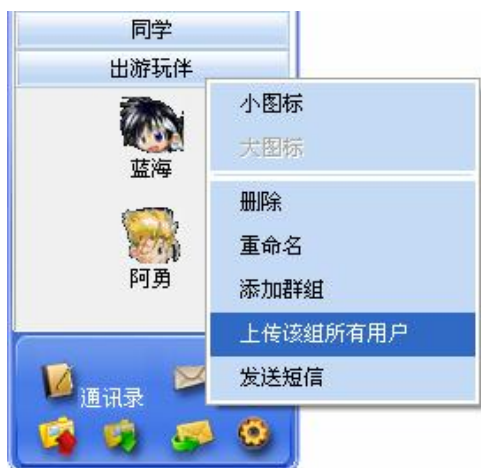 同学
出游玩伴
蓝海
阿勇
小图标
大图标
删除
重命名
添加群组
上传该组所有用户
发送短信
通讯录